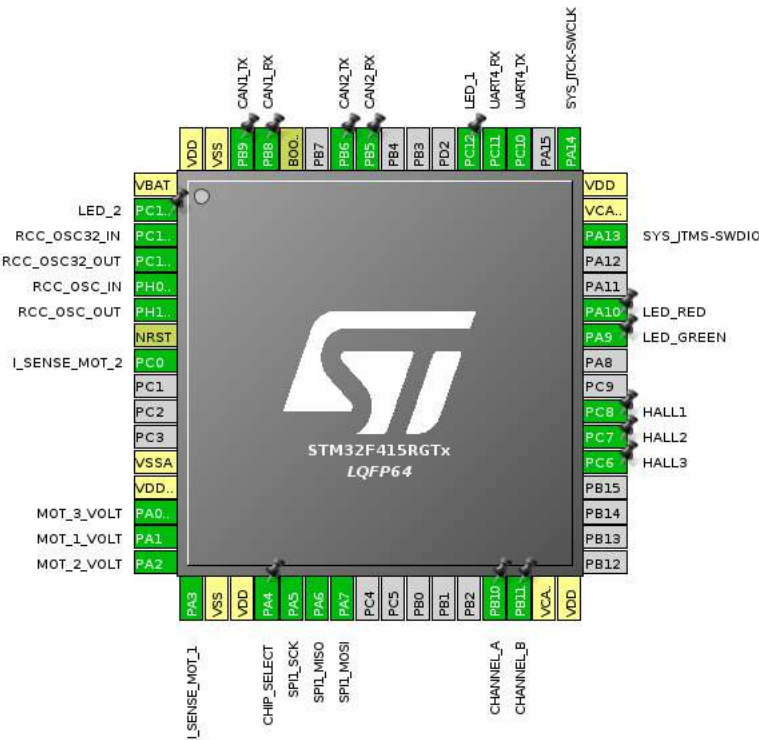 CAN1_TX
CAN1_RX
CAN2_TX
CAN2_RX
LED_1
UART4_RX
UART4_TX
SYS_JTCK-SWCLK
VDD
VSS
PB9
PB8
BOO..
PB7
PB6
PB5
PB4
PB3
PD2
PC12
PC11
PC10
PA15
PA14
VBAT
LED_2 PC1..
RCC_OSC32_IN PC1..
RCC_OSC32_OUT PC1..
RCC_OSC_IN PH0..
RCC_OSC_OUT PH1..
NRST
I_SENSE_MOT_2 PC0
PC1
PC2
PC3
VSSA
VDD..
MOT_3_VOLT PA0..
MOT_1_VOLT PA1
MOT_2_VOLT PA2
STM32F415RGTx
LQFP64
VDD
VCA..
PA13 SYS_JTMS-SWDIO
PA12
PA11
PA10 LED_RED
PA9 LED_GREEN
PA8
PC9
PC8 HALL1
PC7 HALL2
PC6 HALL3
PB15
PB14
PB13
PB12
PA3
VSS
VDD
PA4
PA5
PA6
PA7
PC4
PC5
PB0
PB1
PB2
PB10
PB11
VCA..
VDD
I_SENSE_MOT_1
CHIP_SELECT
SPI1_SCK
SPI1_MISO
SPI1_MOSI
CHANNEL_A
CHANNEL_B